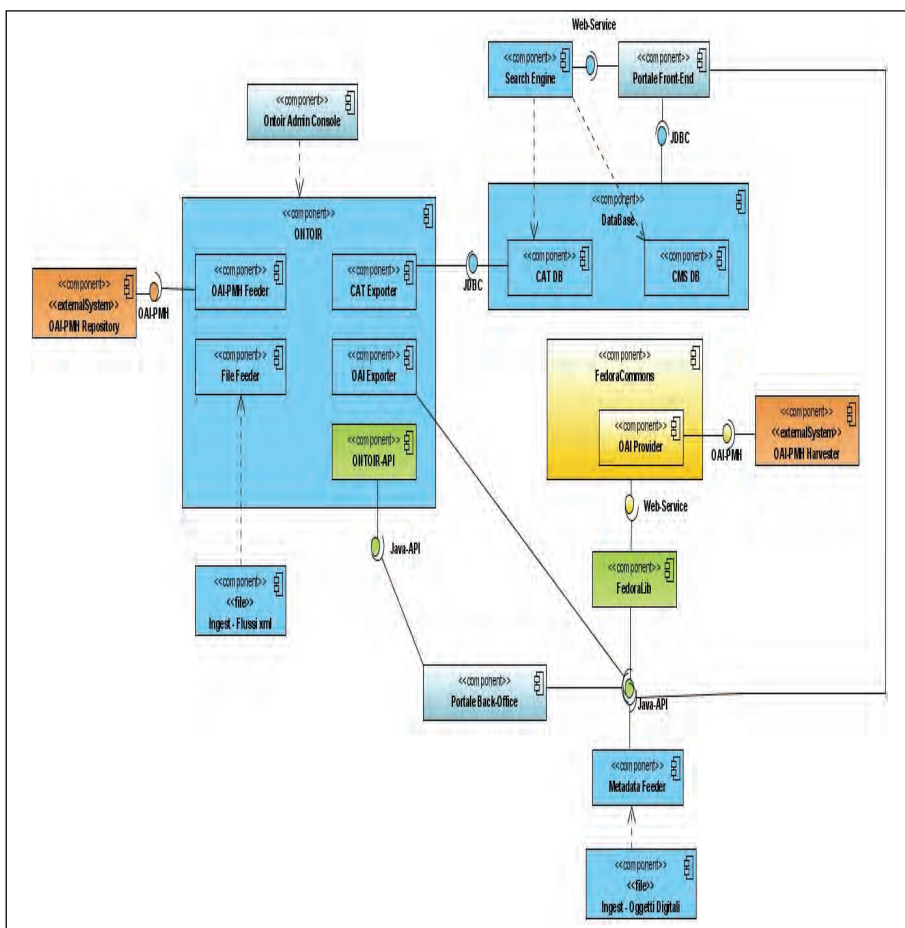 Web-Service
<<component>>
Search Engine
<<component>>
Portale Front-End
<<component>>
Ontoir Admin Console
JDBC
<<component>>
ONTOIR
<<component>>
DataBase
<<component>>
OAI-PMH Feeder
<<component>>
CAT Exporter
JDBC
<<component>>
CAT DB
<<component>>
CMS DB
<<component>>
<<externalSystem>>
OAI-PMH Repository
OAI-PMH
<<component>>
File Feeder
<<component>>
OAI Exporter
<<component>>
FedoraCommons
<<component>>
OAI Provider
OAI-PMH
<<component>>
<<externalSystem>>
OAI-PMH Harvester
<<component>>
ONTOIR-API
Web-Service
Java-API
<<component>>
<<file>>
Ingest - Flussi xml
<<component>>
FedoraLib
<<component>>
Portale Back-Office
Java-API
<<component>>
Metadata Feeder
<<component>>
<<file>>
Ingest - Oggetti Digitali